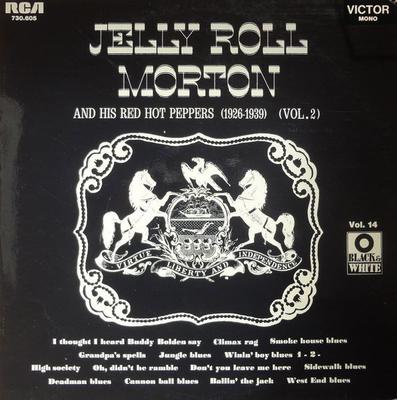 RCA
730.605
VICTOR
MONO
JELLY ROLL
MORTON
AND HIS RED HOT PEPPERS (1926-1939) (VOL.2)
VIRTUE LIBERTY AND INDEPENDENCE
Vol. 14
BLACK&
WHITE
I thought I heard Buddy Bolden say Climax rag Smoke house blues
Grandpa's spells Jungle blues Winin' boy blues 1 - 2 -
High society Oh, didn't he ramble Don't you leave me here Sidewalk blues
Deadman blues Cannon ball blues Ballin' the jack West End blues